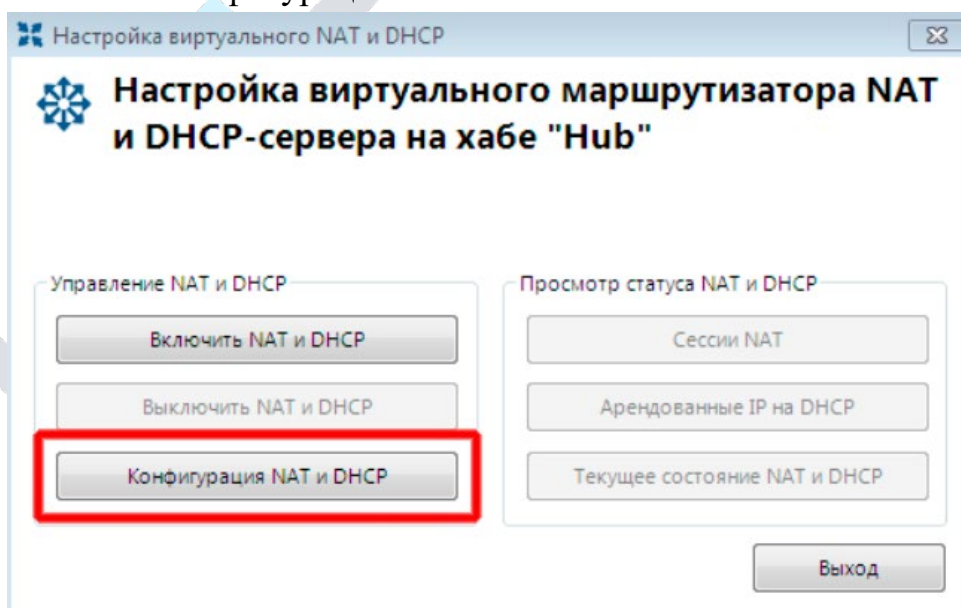 Настройка виртуального NAT и DHCP
Настройка виртуального маршрутизатора NAT
и DHCP-сервера на хабе "Hub"
Управление NAT и DHCP
Включить NAT и DHCP
Выключить NAT и DHCP
Конфигурация NAT и DHCP
Просмотр статуса NAT и DHCP
Сессии NAT
Арендованные IP на DHCP
Текущее состояние NAT и DHCP
Выход